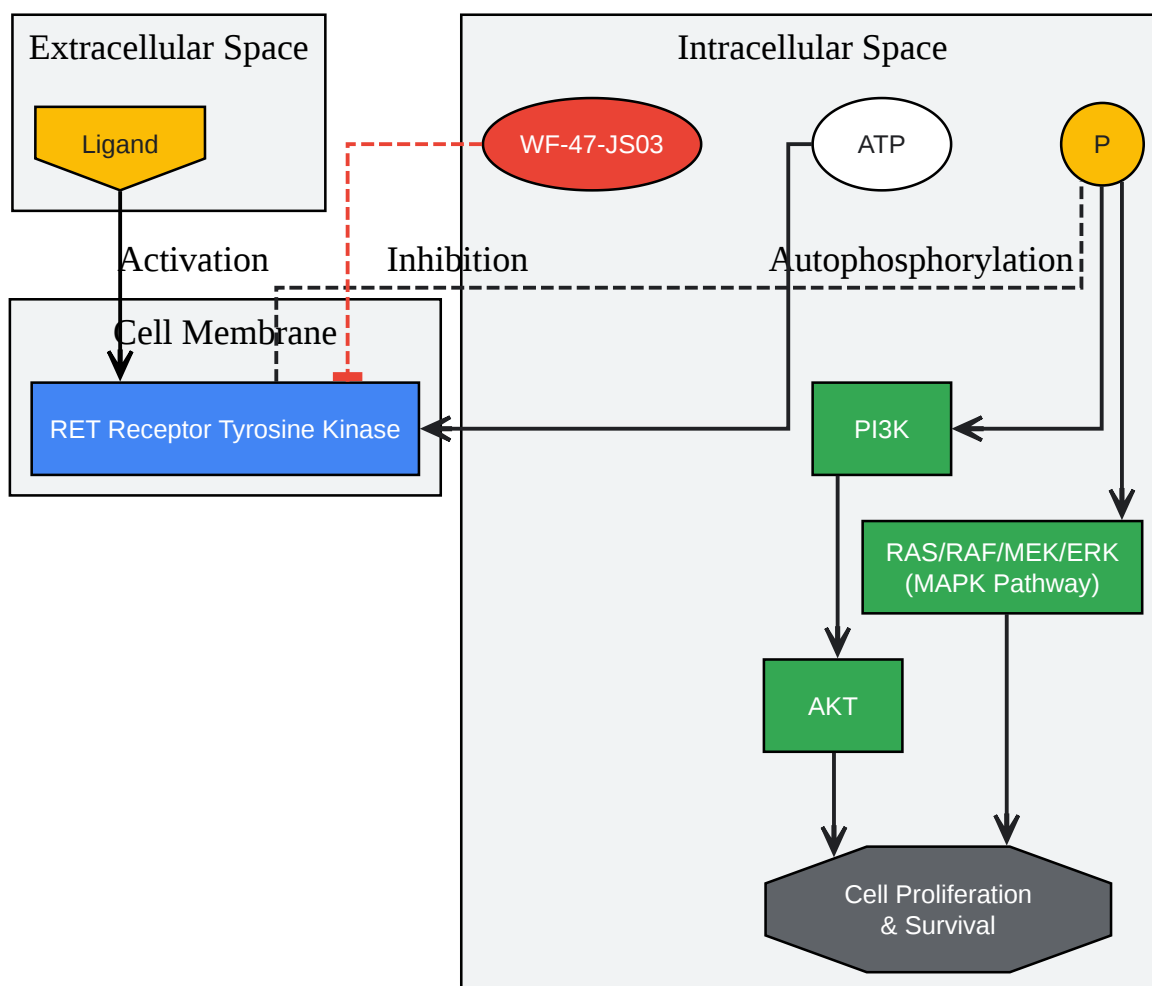 Extracellular Space
Intracellular Space
Ligand
WF-47-JS03
ATP
P
Activation
Inhibition
Autophosphorylation
Cell Membrane
RET Receptor Tyrosine Kinase
PI3K
RAS/RAF/MEK/ERK
(MAPK Pathway)
AKT
Cell Proliferation
& Survival